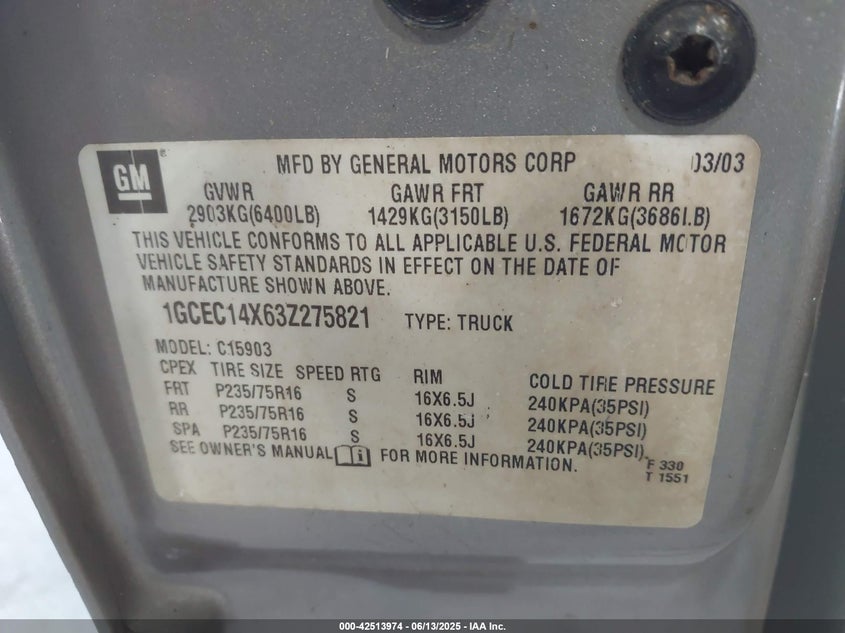 GM
MFD BY GENERAL MOTORS CORP 03/03
GVWR GAWR FRT GAWR RR
2903KG(6400LB) 1429KG(3150LB) 1672KG(3686LB)
THIS VEHICLE CONFORMS TO ALL APPLICABLE U.S. FEDERAL MOTOR
VEHICLE SAFETY STANDARDS IN EFFECT ON THE DATE OF
MANUFACTURE SHOWN ABOVE.
1GCEC14X63Z275821 TYPE: TRUCK
MODEL: C15903
CPEX TIRE SIZE SPEED RTG RIM COLD TIRE PRESSURE
FRT P235/75R16 S 16X6.5J 240KPA(35PSI)
RR P235/75R16 S 16X6.5J 240KPA(35PSI)
SPA P235/75R16 S 16X6.5J 240KPA(35PSI)
SEE OWNER'S MANUAL FOR MORE INFORMATION.
F 330
T 1551
000-42513974 - 06/13/2025 - IAA Inc.